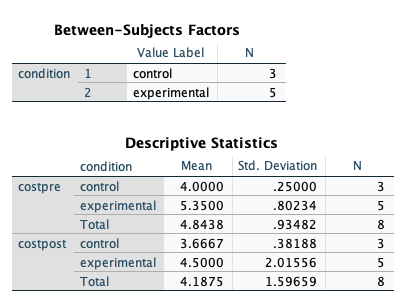 Between-Subjects Factors
Value Label N
condition 1 control 3
2 experimental 5
Descriptive Statistics
condition Mean Std. Deviation N
costpre control 4.0000 .25000 3
experimental 5.3500 .80234 5
Total 4.8438 .93482 8
costpost control 3.6667 .38188 3
experimental 4.5000 2.01556 5
Total 4.1875 1.59659 8